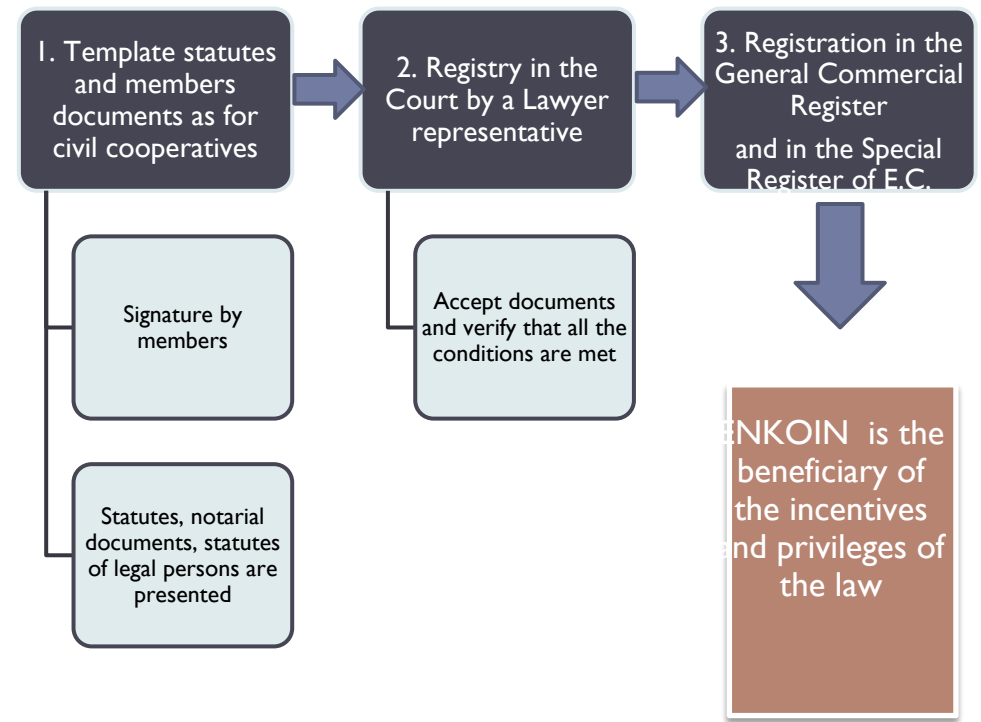 1. Template statutes
and members
documents as for
civil cooperatives
2. Registry in the
Court by a Lawyer
representative
3. Registration in the
General Commercial
Register
and in the Special
Register of E.C.
Signature by
members
Accept documents
and verify that all the
conditions are met
Statutes, notarial
documents, statutes
of legal persons are
presented
ENKOIN is the
beneficiary of
the incentives
and privileges of
the law